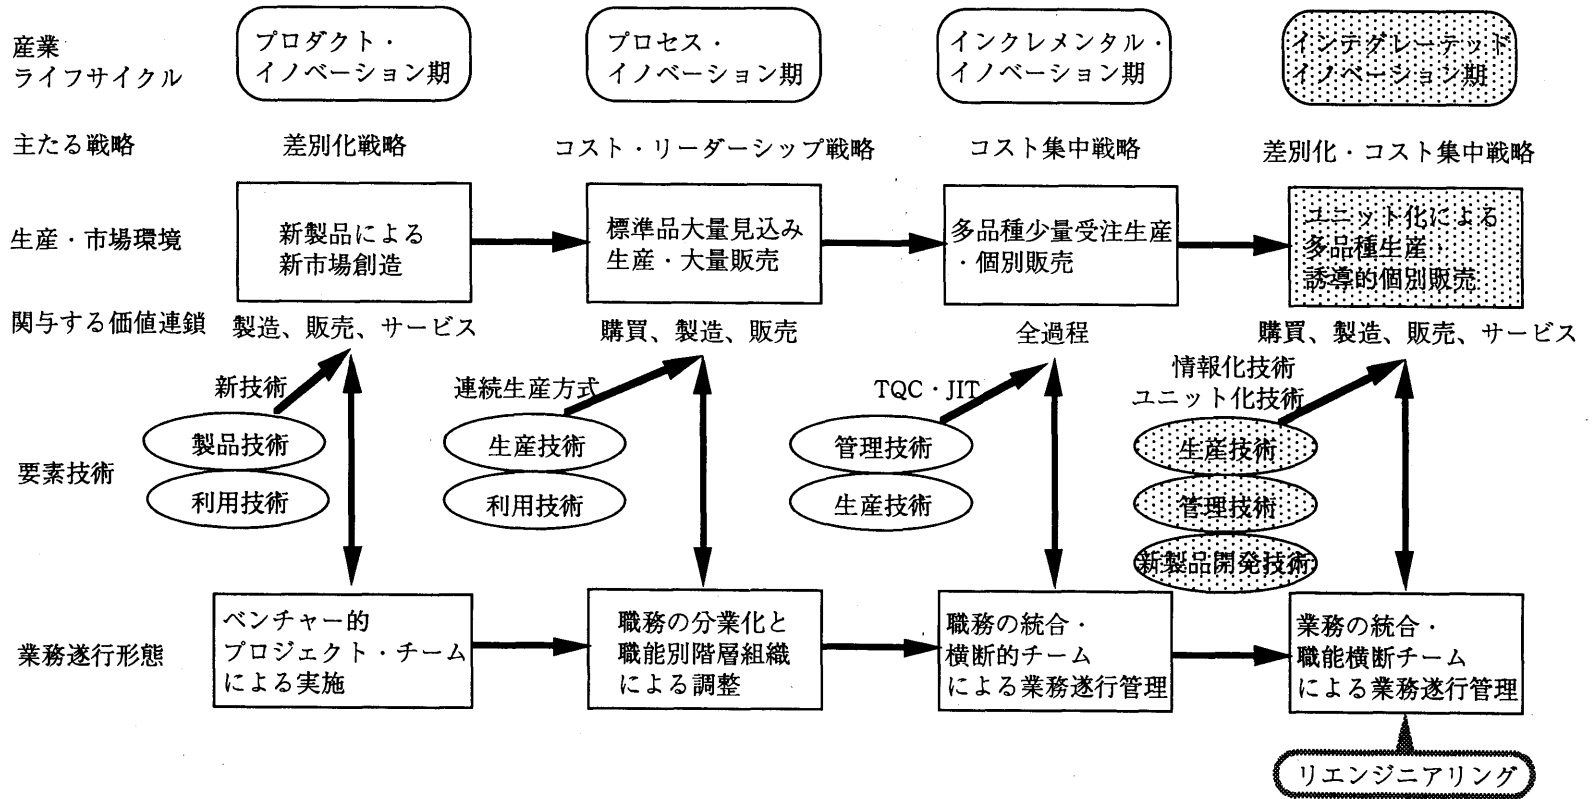 産業
ライフサイクル
プロダクト・
イノベーション期
プロセス・
イノベーション期
インクレメンタル・
イノベーション期
インテグレーテッド
イノベーション期
主たる戦略
差別化戦略
コスト・リーダーシップ戦略
コスト集中戦略
差別化・コスト集中戦略
生産・市場環境
新製品による
新市場創造
標準品大量見込み
生産・大量販売
多品種少量受注生産
・個別販売
ユニット化による
多品種生産・
誘導的個別販売
関与する価値連鎖
製造、販売、サービス
購買、製造、販売
全過程
購買、製造、販売、サービス
要素技術
新技術
製品技術
利用技術
連続生産方式
生産技術
利用技術
TQC・JIT
管理技術
生産技術
情報化技術
ユニット化技術
生産技術
管理技術
新製品開発技術
業務遂行形態
ベンチャー的
プロジェクト・チーム
による実施
職務の分業化と
職能別階層組織
による調整
職務の統合・
横断的チーム
による業務遂行管理
業務の統合・
職能横断チーム
による業務遂行管理
リエンジニアリング